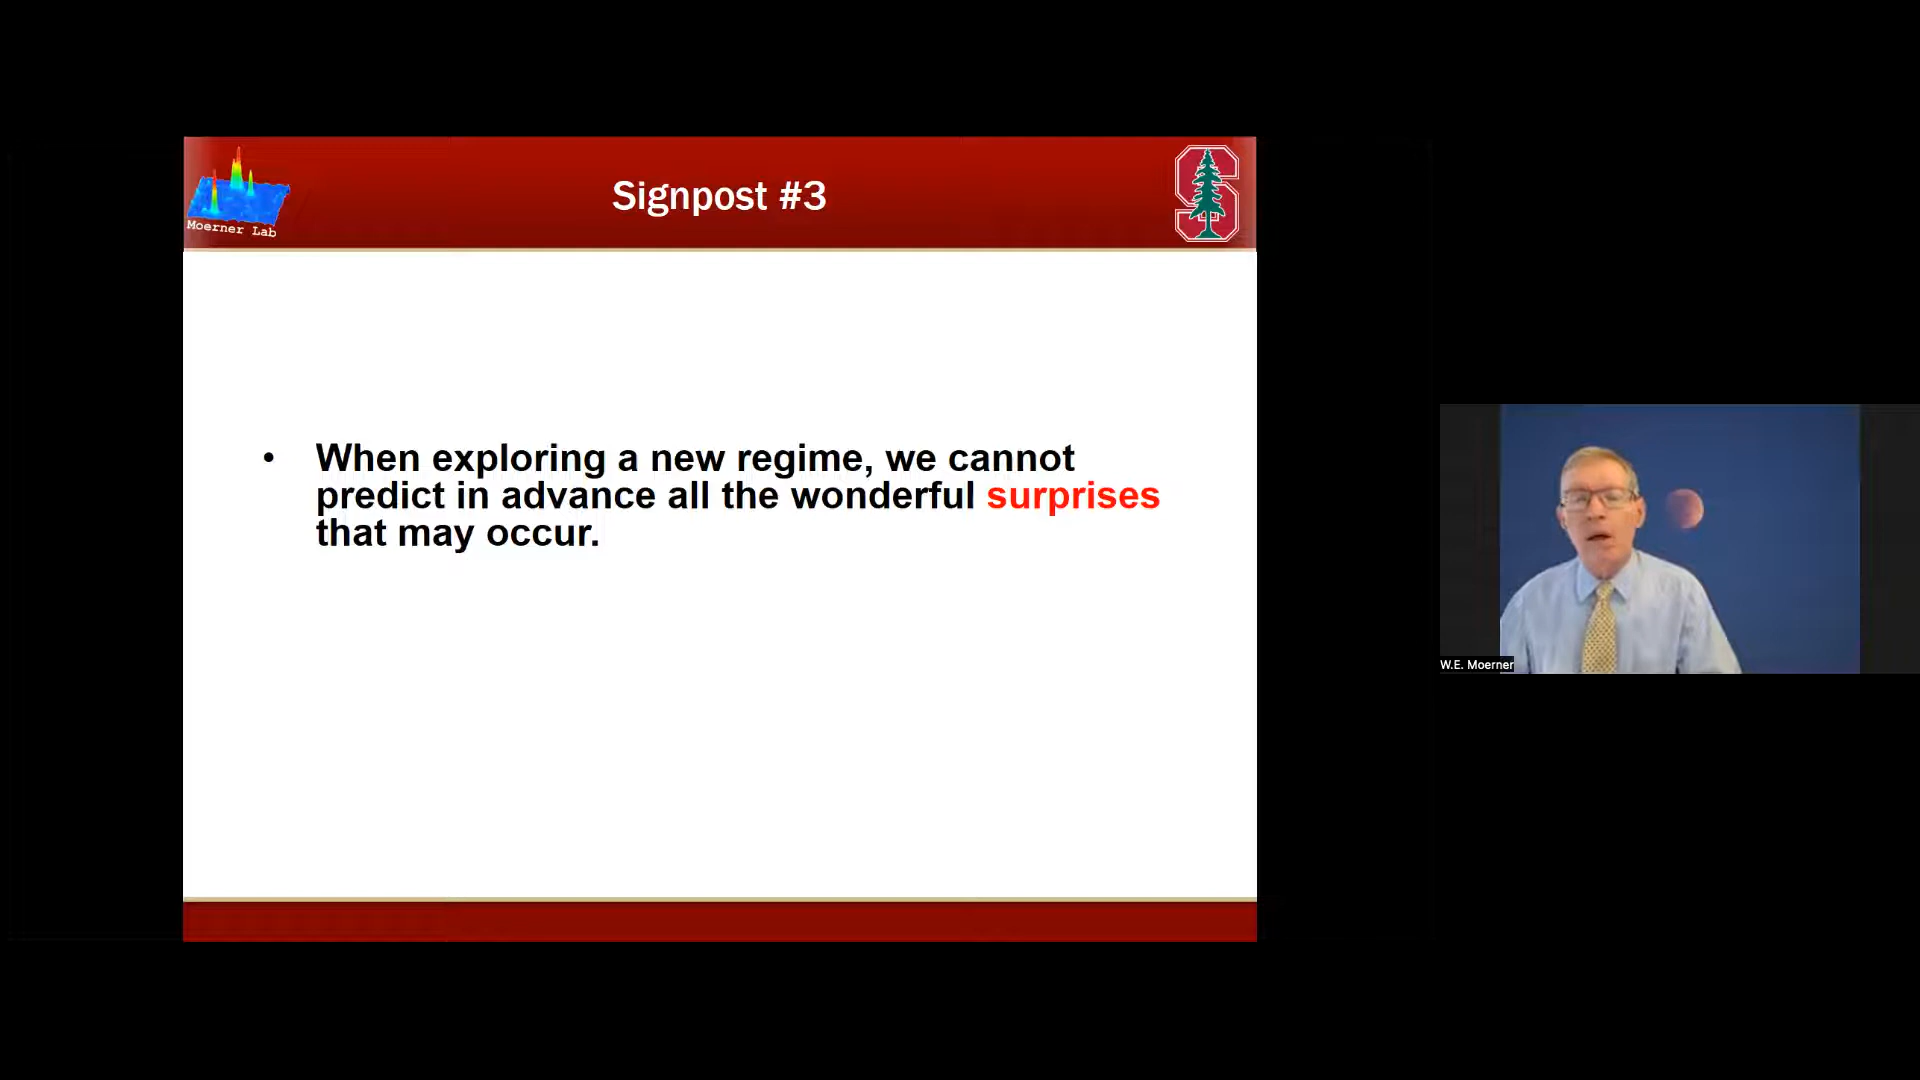 Signpost #3
Moerner Lab
S
• When exploring a new regime, we cannot
predict in advance all the wonderful surprises
that may occur.
W.E. Moerner